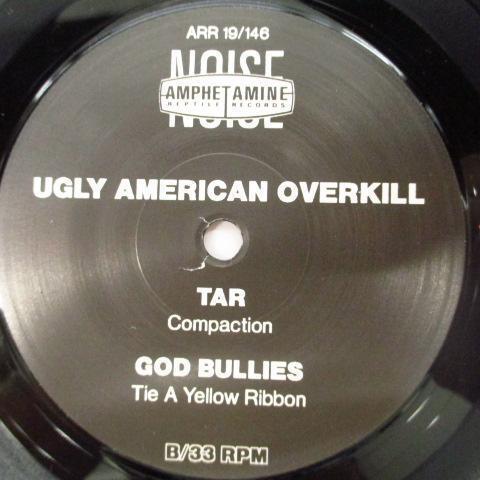 ARR 19/146
NOISE
AMPHETAMINE
REPTILE RECORDS
NOISE
UGLY AMERICAN OVERKILL
TAR
Compaction
GOD BULLIES
Tie A Yellow Ribbon
B/33 RPM